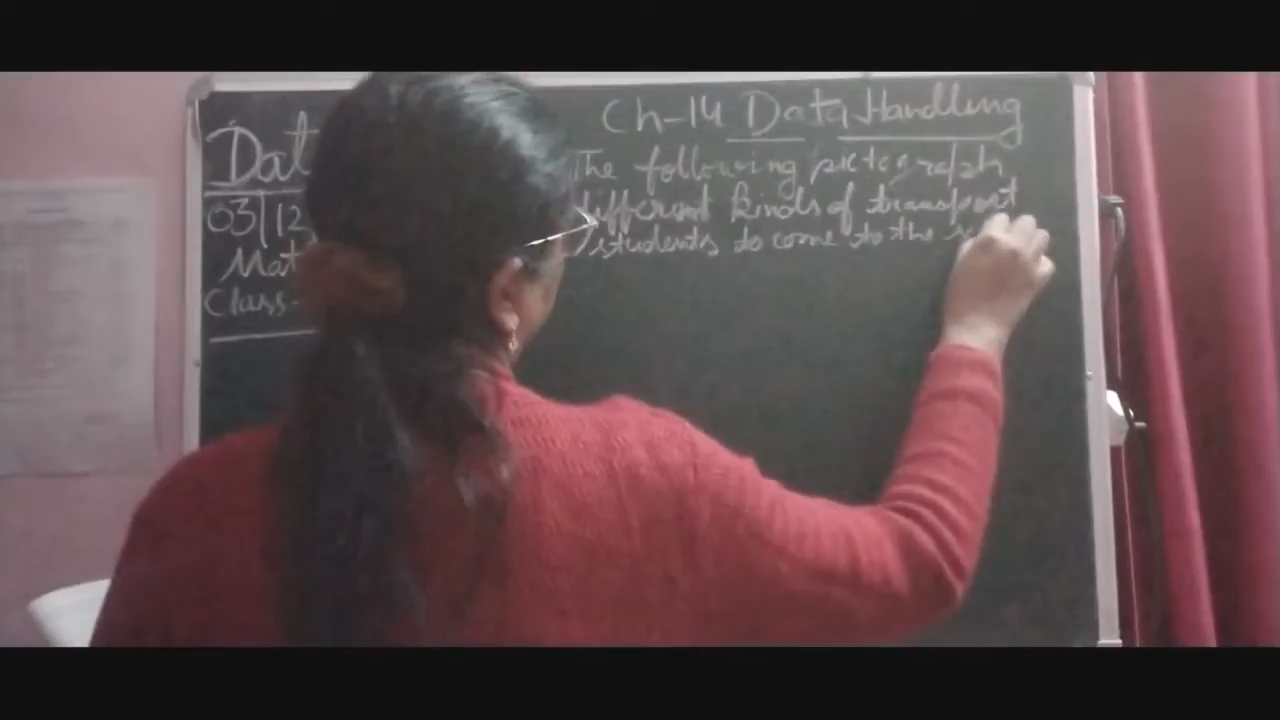 Ch-14 Data Handling
Dat
The following pictograph
03|12
different kinds of transport
students do come to the
Mat
Class-